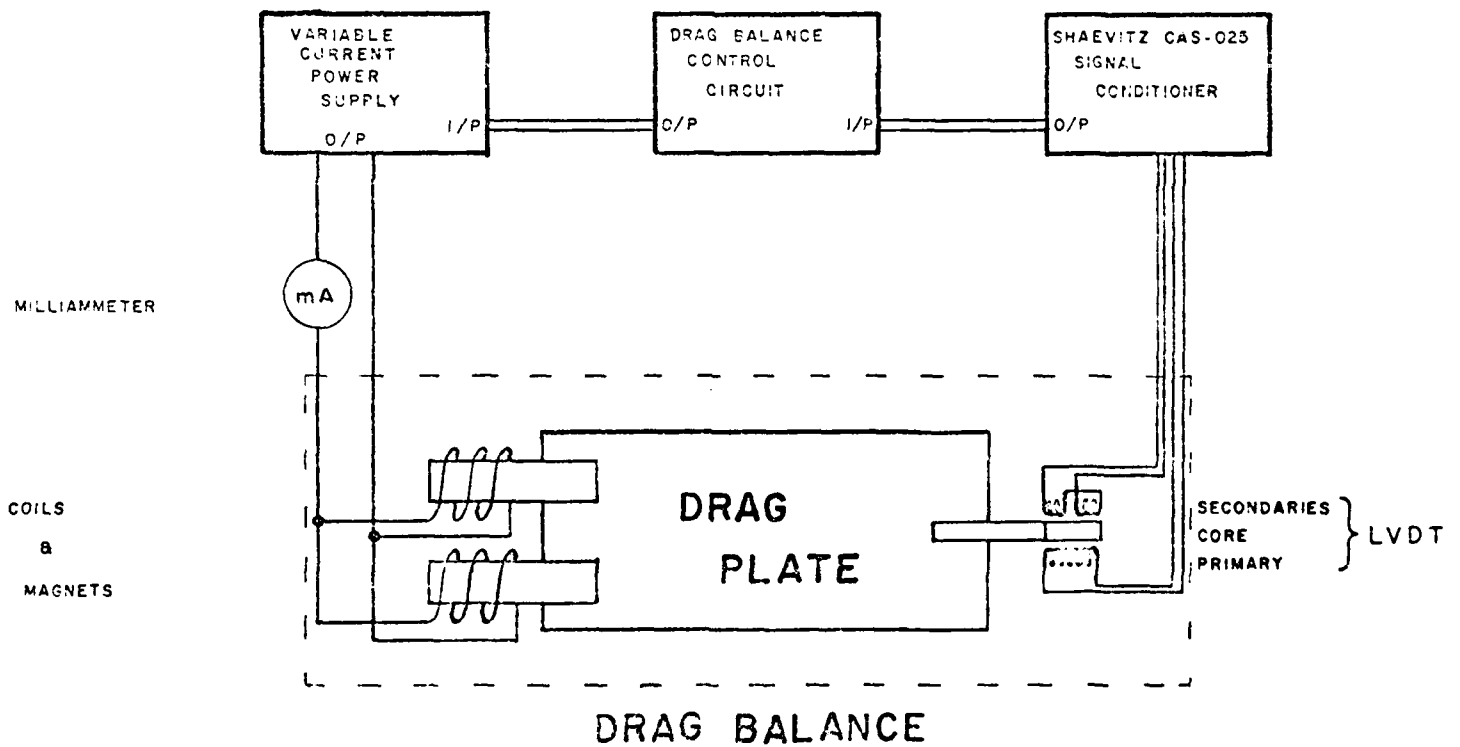 VARIABLE
CURRENT
POWER
SUPPLY
I/P
O/P
DRAG BALANCE
CONTROL
CIRCUIT
O/P
I/P
SHAEVITZ CAS-025
SIGNAL
CONDITIONER
O/P
MILLIAMMETER
mA
COILS
&
MAGNETS
DRAG
PLATE
SECONDARIES
CORE
PRIMARY
LVDT
DRAG BALANCE